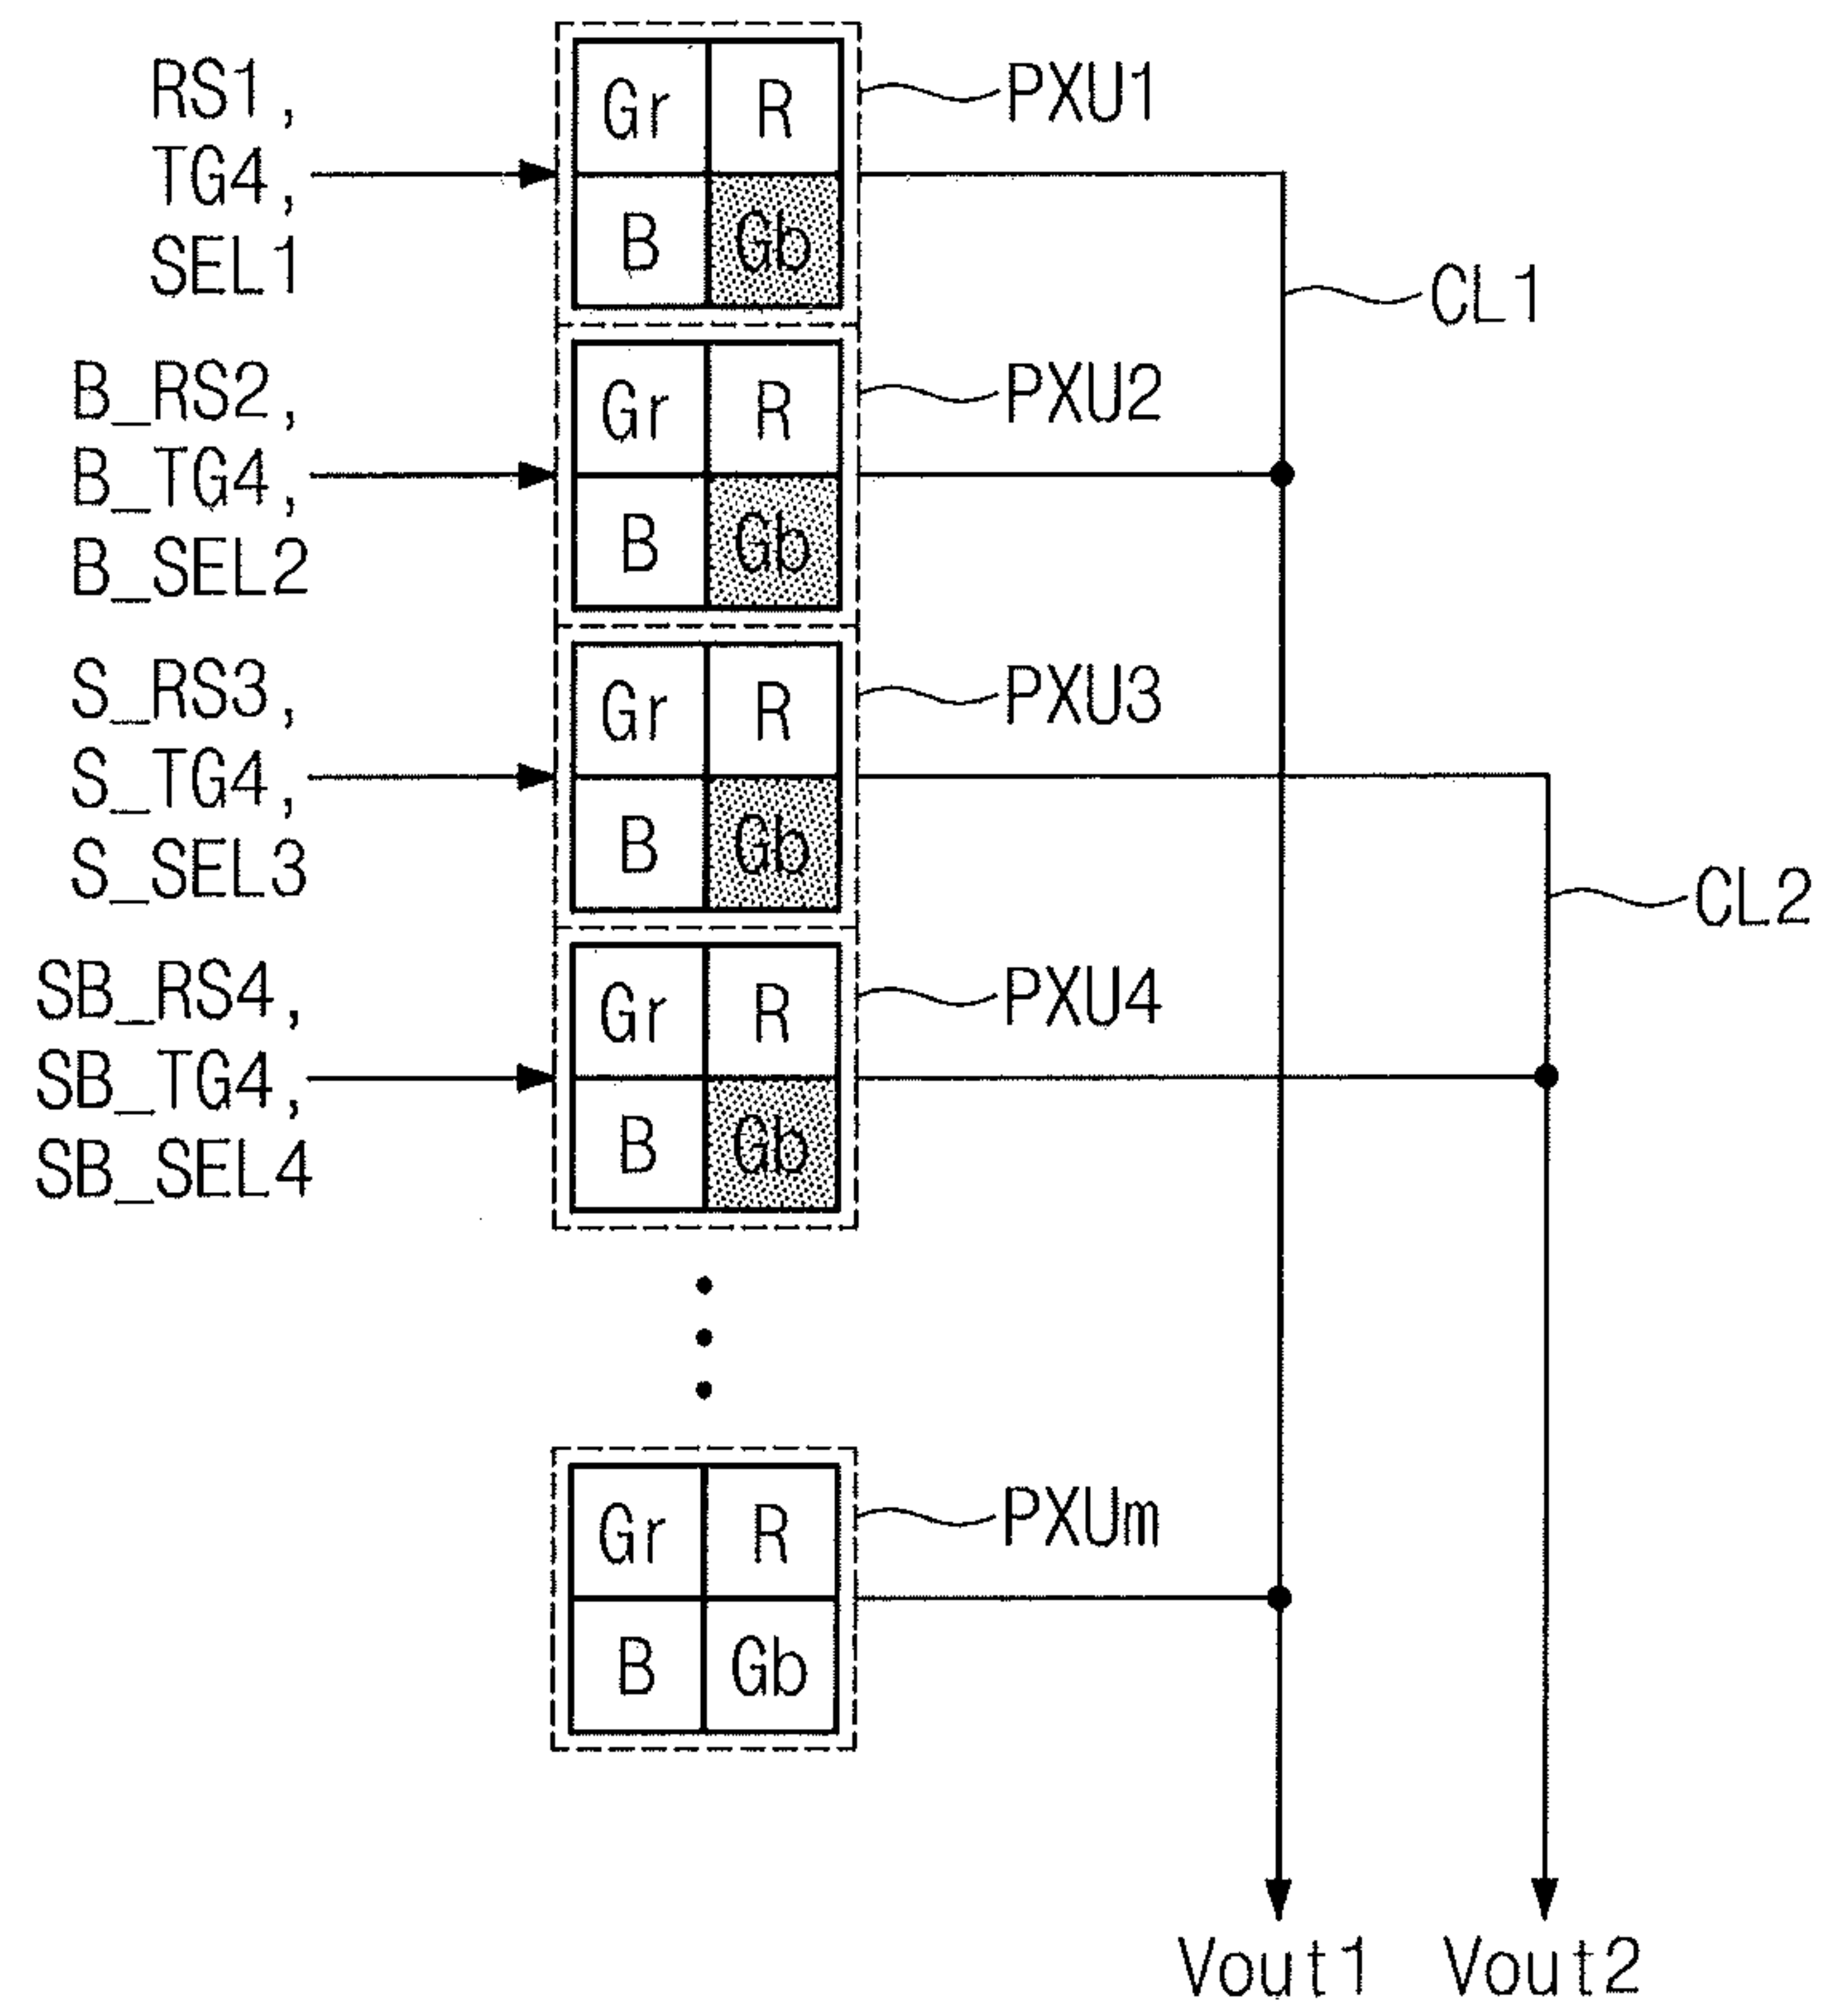 RS1,
TG4,
SEL1
Gr R
B Gb
PXU1
CL1
B_RS2,
B_TG4,
B_SEL2
Gr R
B Gb
PXU2
S_RS3,
S_TG4,
S_SEL3
Gr R
B Gb
PXU3
CL2
SB_RS4,
SB_TG4,
SB_SEL4
Gr R
B Gb
PXU4
Gr R
B Gb
PXUm
Vout1 Vout2